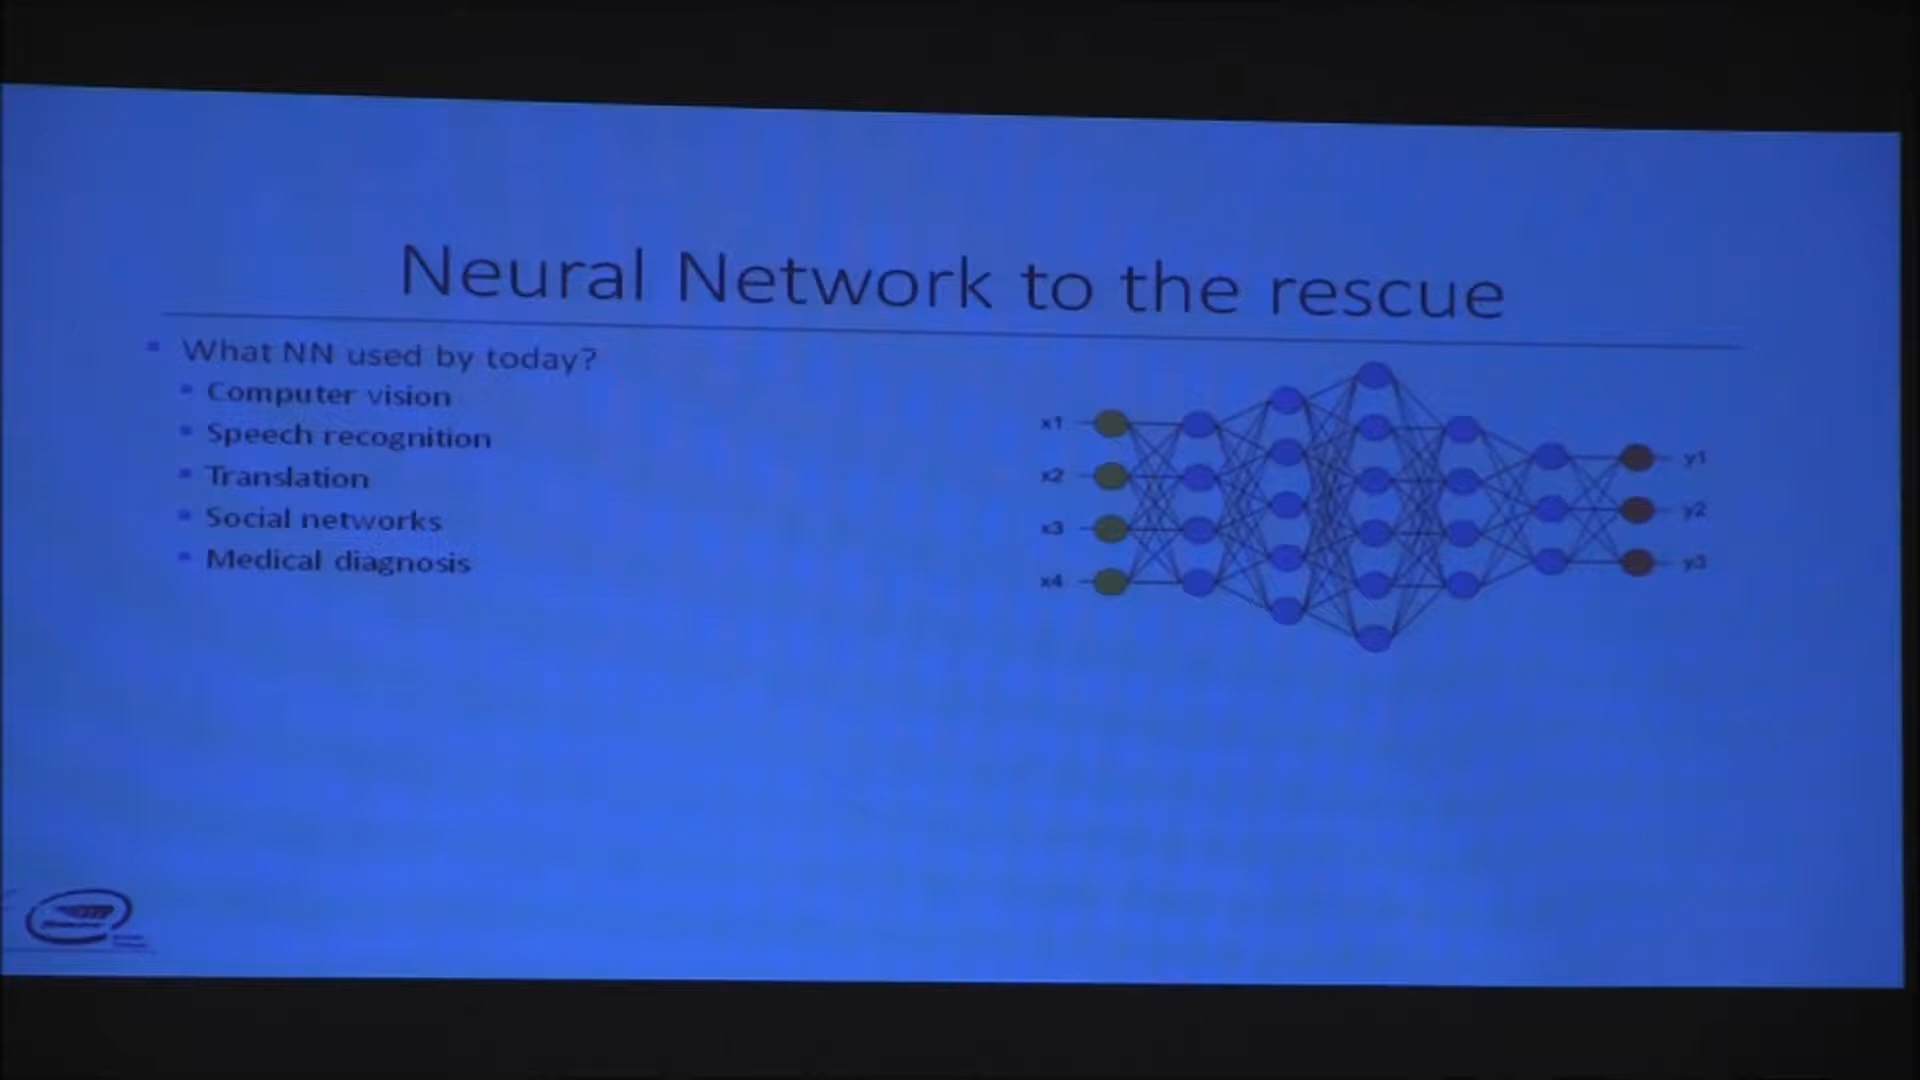 Neural Network to the rescue
What NN used by today?
Computer vision
Speech recognition
Translation
Social networks
Medical diagnosis
x1
x2
x3
x4
y1
y2
y3